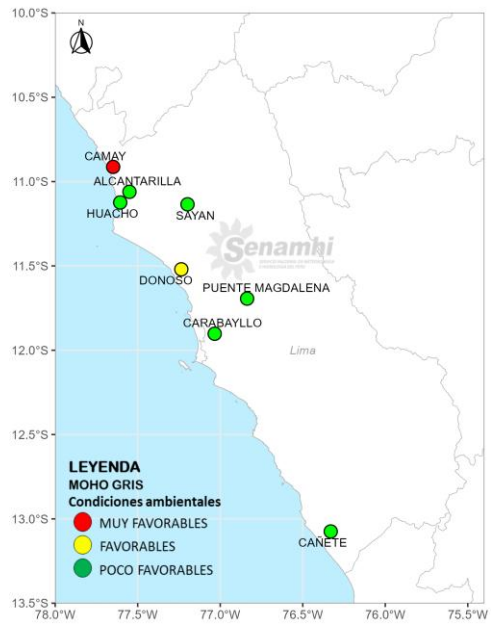 10.0°S
N
10.5°S
CAMAY
11.0°S
ALCANTARILLA
HUACHO
SAYAN
Senamhi
11.5°S
DONOSO
PUENTE MAGDALENA
CARABAYLLO
12.0°S
Lima
12.5°S
LEYENDA
MOHO GRIS
Condiciones ambientales
13.0°S
MUY FAVORABLES
CAÑETE
FAVORABLES
POCO FAVORABLES
13.5°S
78.0°W 77.5°W 77.0°W 76.5°W 76.0°W 75.5°W